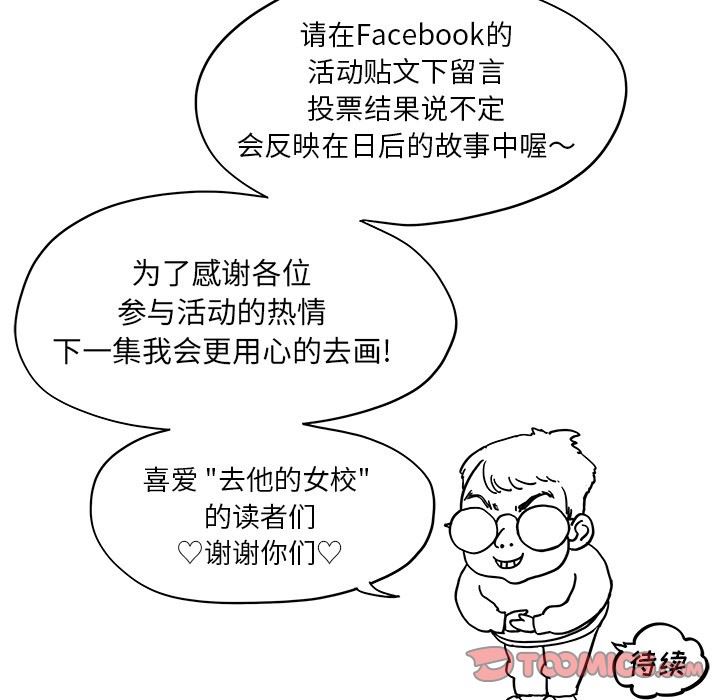 请在Facebook的
活动贴文下留言
投票结果说不定
会反映在日后的故事中喔～
为了感谢各位
参与活动的热情
下一集我会更用心的去画!
喜爱 "去他的女校"
的读者们
♡谢谢你们♡
待续
TOOMICS.COM